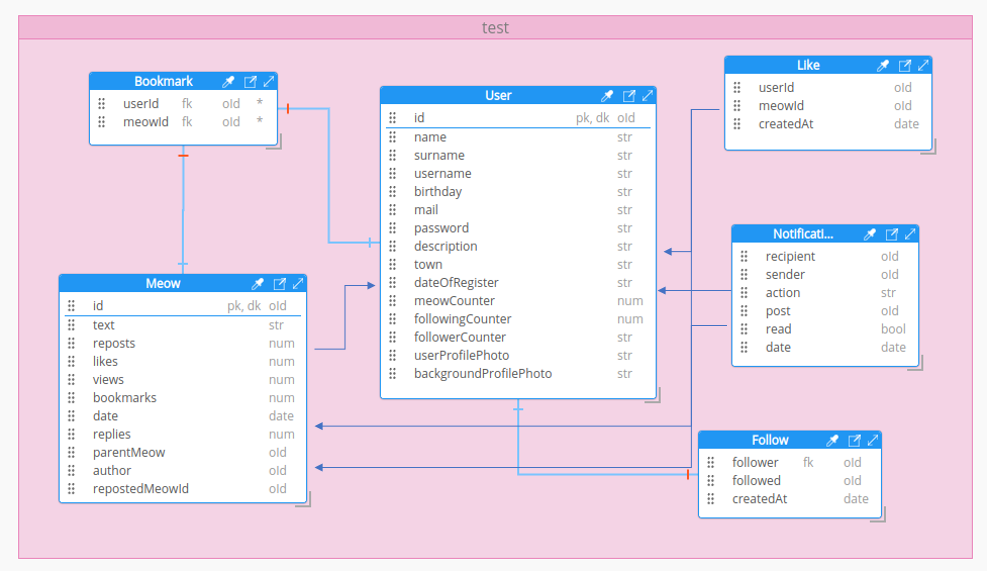 test
Bookmark
userId fk oId *
meowId fk oId *
User
id pk, dk oId
name str
surname str
username str
birthday str
mail str
password str
description str
town str
dateOfRegister str
meowCounter num
followingCounter num
followerCounter str
userProfilePhoto str
backgroundProfilePhoto str
Like
userId oId
meowId oId
createdAt date
Notificati...
recipient oId
sender oId
action str
post oId
read bool
date date
Meow
id pk, dk oId
text str
reposts num
likes num
views num
bookmarks num
date date
replies num
parentMeow oId
author oId
repostedMeowId oId
Follow
follower fk oId
followed oId
createdAt date